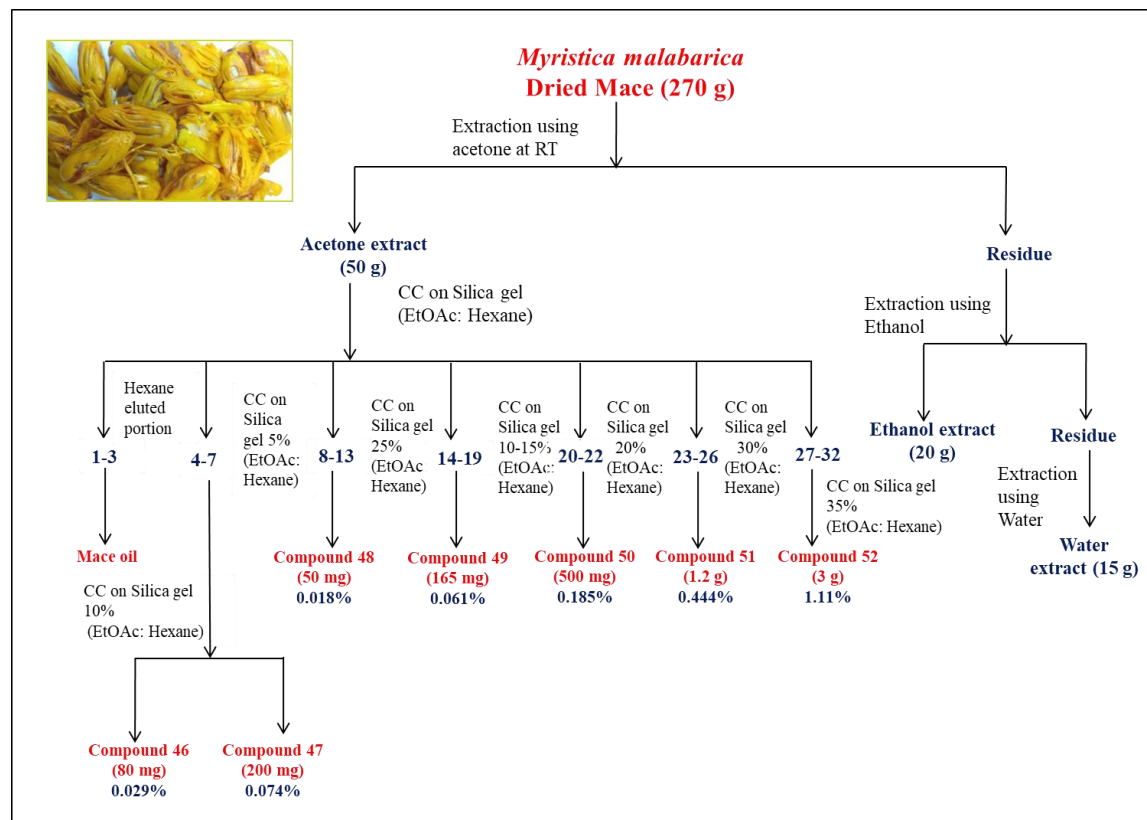 Myristica malabarica
Dried Mace (270 g)
Extraction using
acetone at RT
Acetone extract
(50 g)
Residue
CC on Silica gel
(EtOAc: Hexane)
Extraction using
Ethanol
Hexane
eluted
portion
CC on
Silica
gel 5%
(EtOAc:
Hexane)
CC on
Silica gel
25%
(EtOAc
Hexane)
CC on
Silica gel
10-15%
(EtOAc:
Hexane)
CC on
Silica gel
20%
(EtOAc:
Hexane)
CC on
Silica gel
30%
(EtOAc:
Hexane)
1-3
4-7
8-13
14-19
20-22
23-26
27-32
CC on Silica gel
35%
(EtOAc: Hexane)
Ethanol extract
(20 g)
Residue
Extraction
using
Water
Water
extract (15 g)
Mace oil
Compound 48
(50 mg)
0.018%
Compound 49
(165 mg)
0.061%
Compound 50
(500 mg)
0.185%
Compound 51
(1.2 g)
0.444%
Compound 52
(3 g)
1.11%
CC on Silica gel
10%
(EtOAc: Hexane)
Compound 46
(80 mg)
0.029%
Compound 47
(200 mg)
0.074%